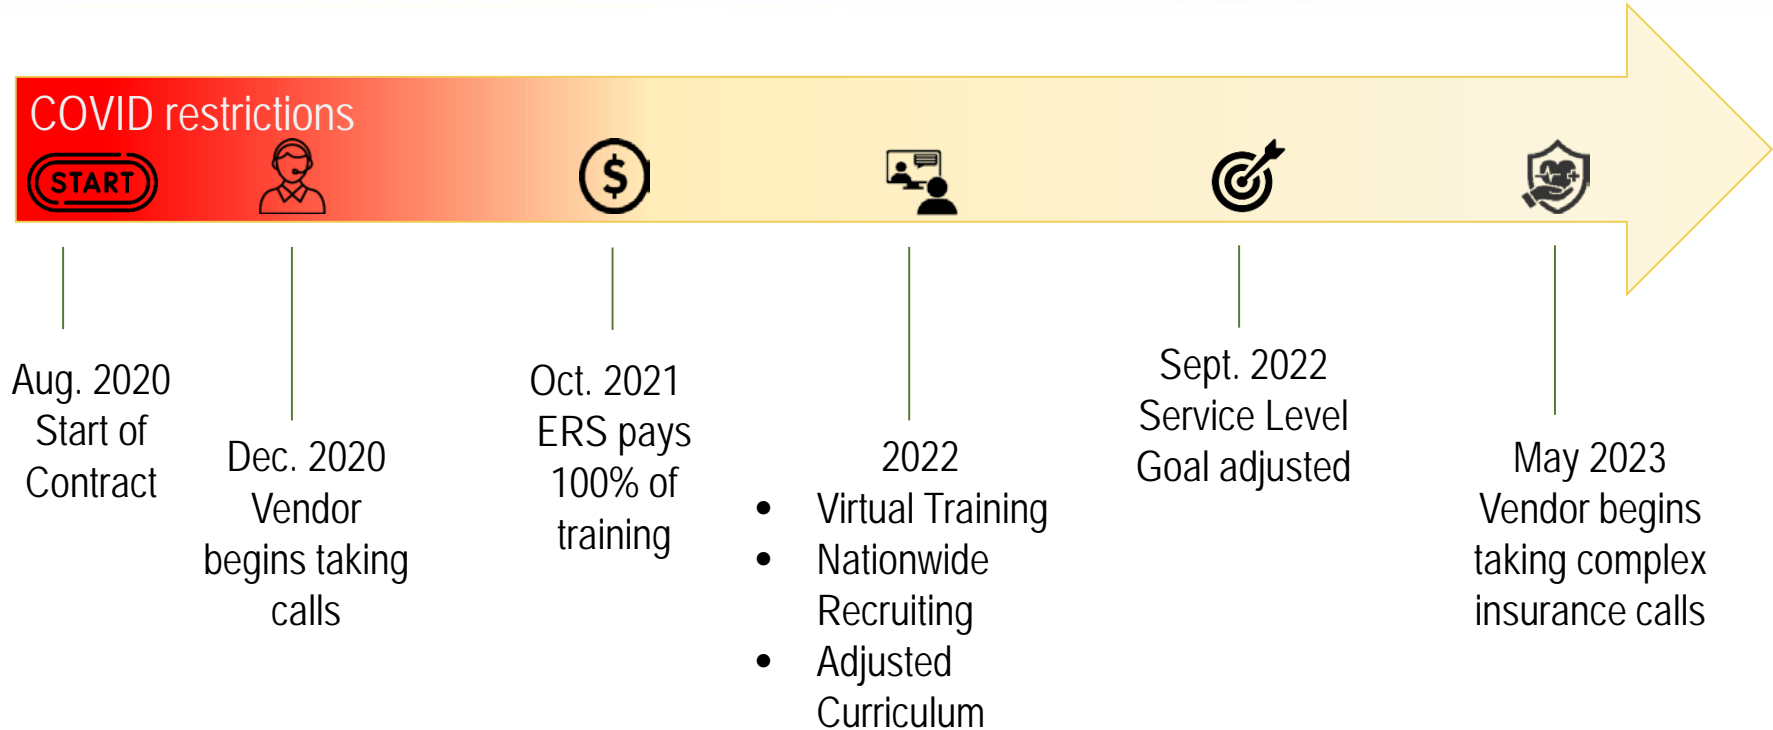 COVID restrictions
START
$
Aug. 2020
Start of
Contract
Dec. 2020
Vendor
begins taking
calls
Oct. 2021
ERS pays
100% of
training
2022
• Virtual Training
• Nationwide
Recruiting
• Adjusted
Curriculum
Sept. 2022
Service Level
Goal adjusted
May 2023
Vendor begins
taking complex
insurance calls